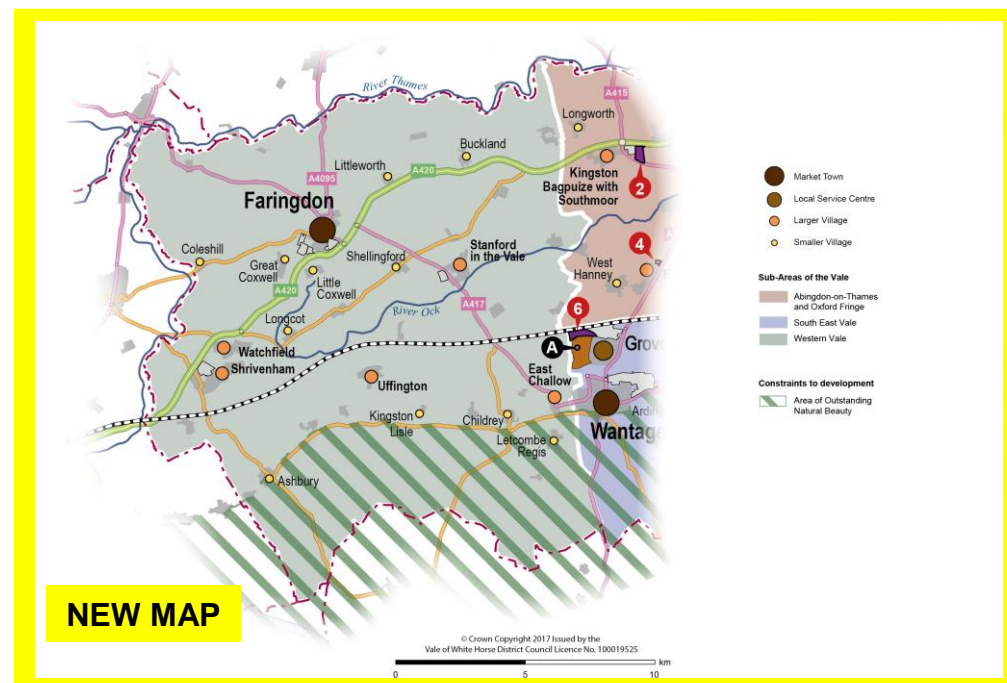 River Thames
A415
Longworth
Buckland
A420
Littleworth
A4095
Kingston
Bagpuize with
Southmoor
2
Faringdon
Coleshill
Great
Coxwell
Shellingford
Stanford
in the Vale
West
Hanney
4
Little
Coxwell
A420
A417
River Ock
Longcot
6
A
Grov
Watchfield
Shrivenham
Uffington
East
Challow
Ardin
Kingston
Lisle
Childrey
Wantage
Letcombe
Regis
Ashbury
Market Town
Local Service Centre
Larger Village
Smaller Village
Sub-Areas of the Vale
Abingdon-on-Thames
and Oxford Fringe
South East Vale
Western Vale
Constraints to development
Area of Outstanding
Natural Beauty
NEW MAP
© Crown Copyright 2017 Issued by the
Vale of White Horse District Council Licence No. 100019525
km
0 5 10